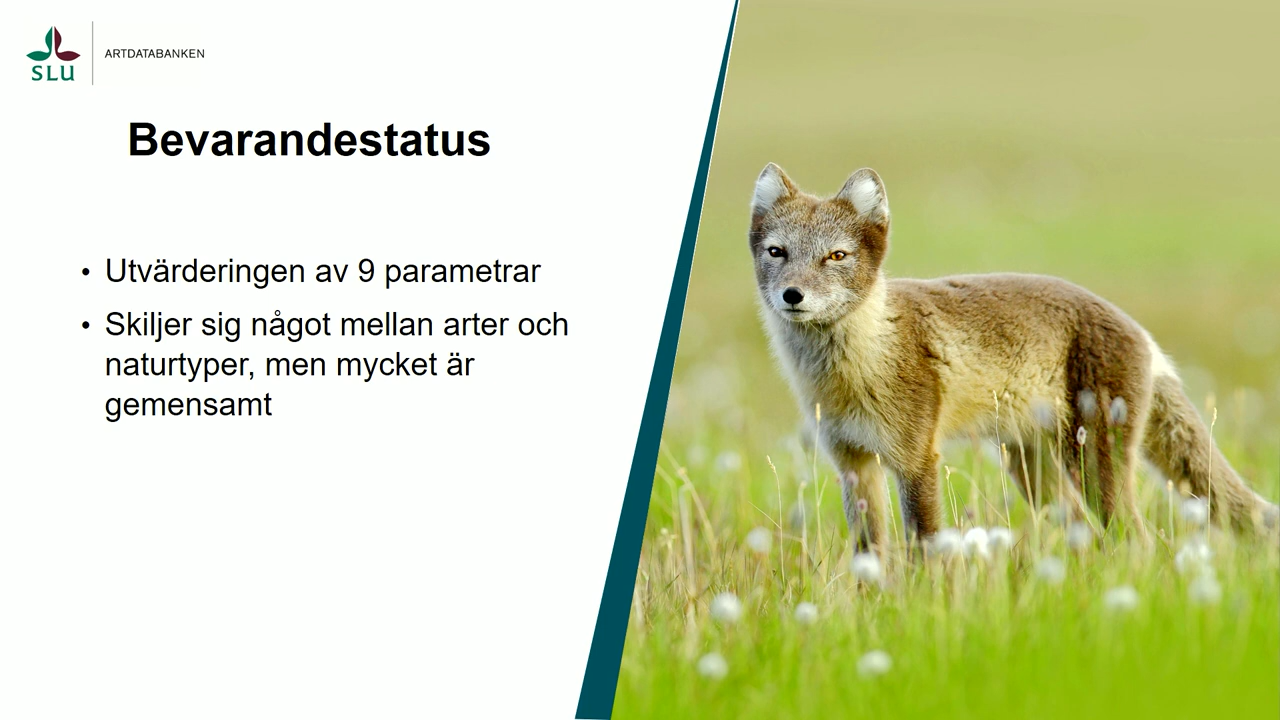 SLU
ARTDATABANKEN
Bevarandestatus
• Utvärderingen av 9 parametrar
• Skiljer sig något mellan arter och
naturtyper, men mycket är
gemensamt